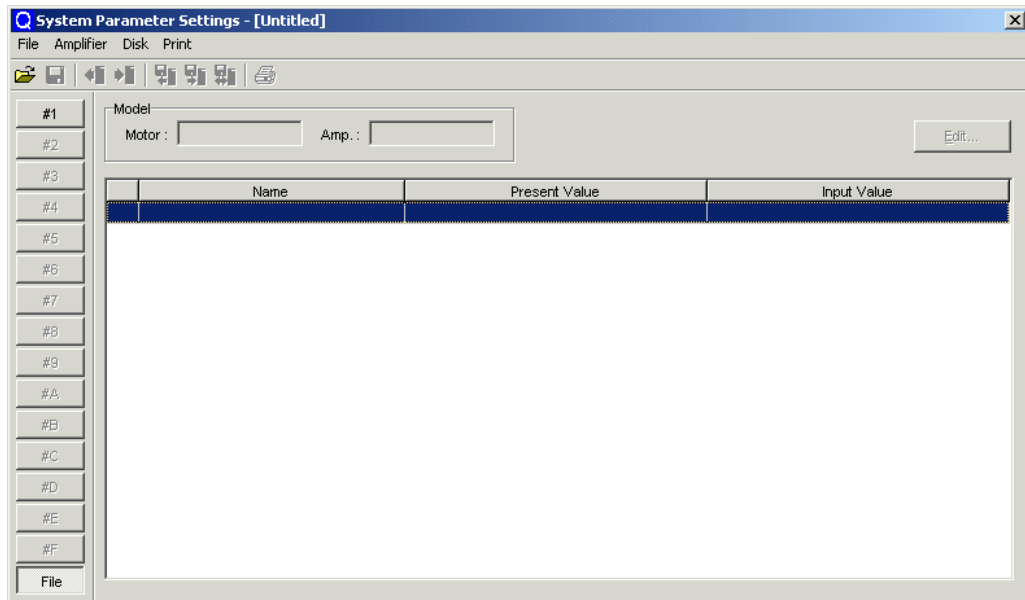 Q System Parameter Settings - [Untitled]
File Amplifier Disk Print
#1
#2
#3
#4
#5
#6
#7
#8
#9
#A
#B
#C
#D
#E
#F
File
Model
Motor : Amp. :
Edit...
Name Present Value Input Value